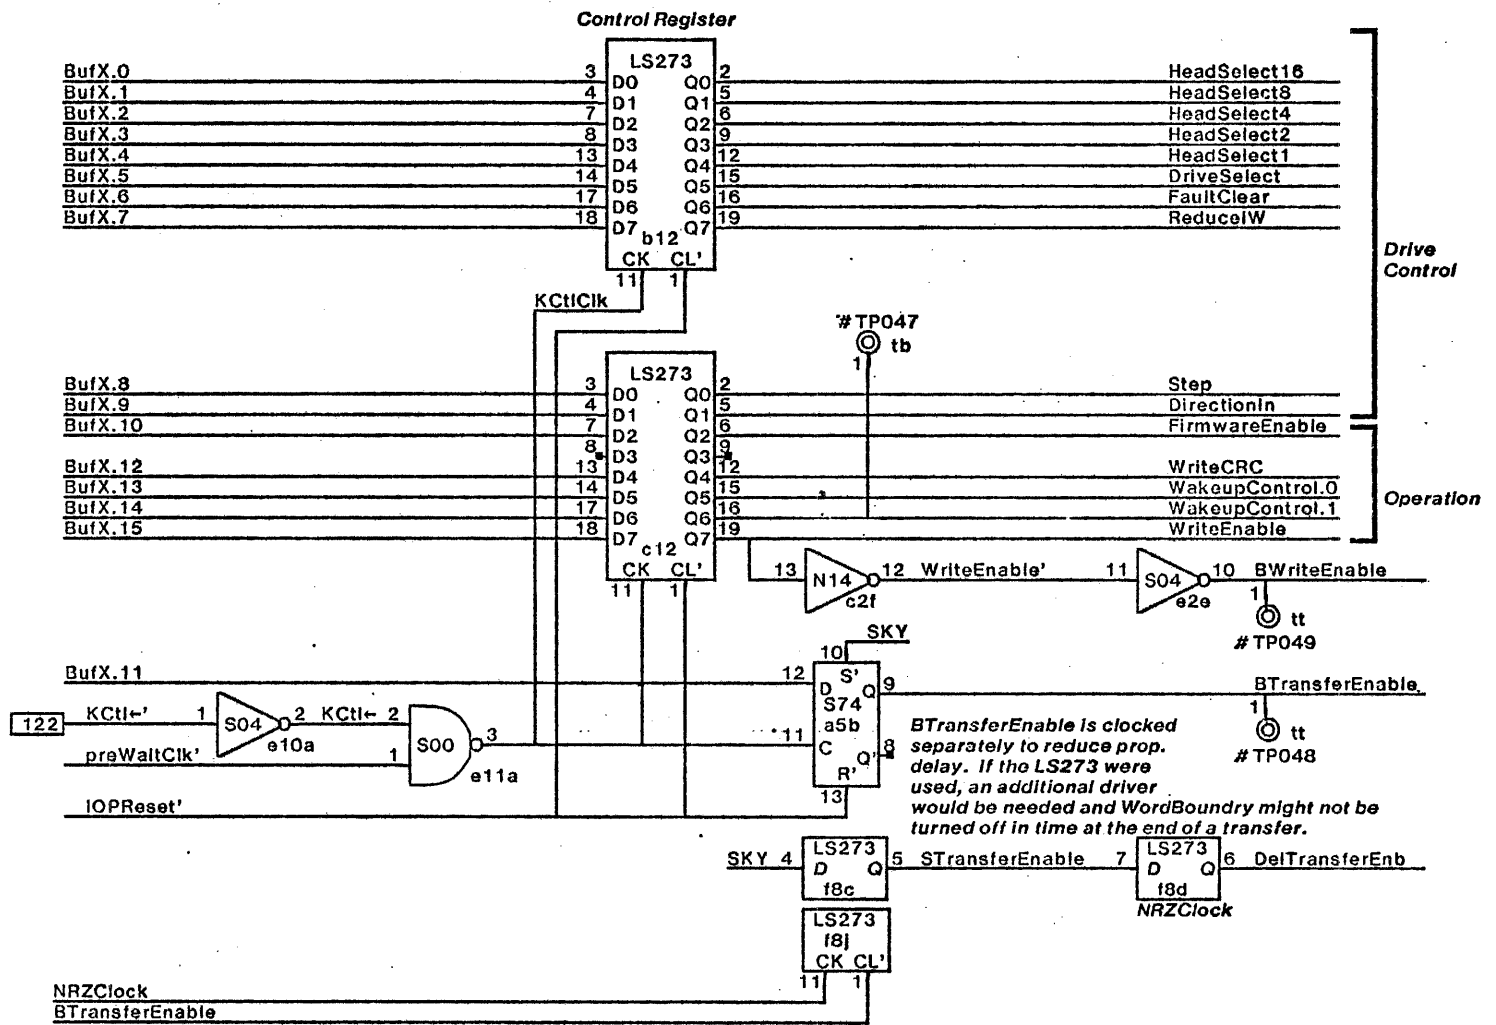 Control Register
LS273
BufX.0 3 D0 Q0 2 HeadSelect16
BufX.1 4 D1 Q1 5 HeadSelect8
BufX.2 7 D2 Q2 6 HeadSelect4
BufX.3 8 D3 Q3 9 HeadSelect2
BufX.4 13 D4 Q4 12 HeadSelect1
BufX.5 14 D5 Q5 15 DriveSelect
BufX.6 17 D6 Q6 16 FaultClear
BufX.7 18 D7 Q7 19 ReduceIW
b12
CK CL'
11 1
Drive
Control
KCtlClk
#TP047
tb
1
LS273
BufX.8 3 D0 Q0 2 Step
BufX.9 4 D1 Q1 5 DirectionIn
BufX.10 7 D2 Q2 6 FirmwareEnable
8 D3 Q3 9
BufX.12 13 D4 Q4 12 WriteCRC
BufX.13 14 D5 Q5 15 WakeupControl.0
BufX.14 17 D6 Q6 16 WakeupControl.1
BufX.15 18 D7 Q7 19 WriteEnable
Operation
c12
CK CL'
11 1
13 N14 12 WriteEnable' 11 S04 10 BWriteEnable
c2f e2e
1
tt
#TP049
SKY
10
BufX.11 12 D S' Q 9 BTransferEnable
S74
a5b
1
tt
#TP048
122 KCtl←' 1 S04 2 KCtl← 2
e10a
S00 3
11 C Q' 8
preWaitClk' 1
e11a
R'
IOPReset' 13
BTransferEnable is clocked
separately to reduce prop.
delay. If the LS273 were
used, an additional driver
would be needed and WordBoundry might not be
turned off in time at the end of a transfer.
LS273 LS273
SKY 4 D Q 5 STransferEnable 7 D Q 6 DelTransferEnb
f8c f8d
NRZClock
LS273
f8j
CK CL'
11 1
NRZClock
BTransferEnable